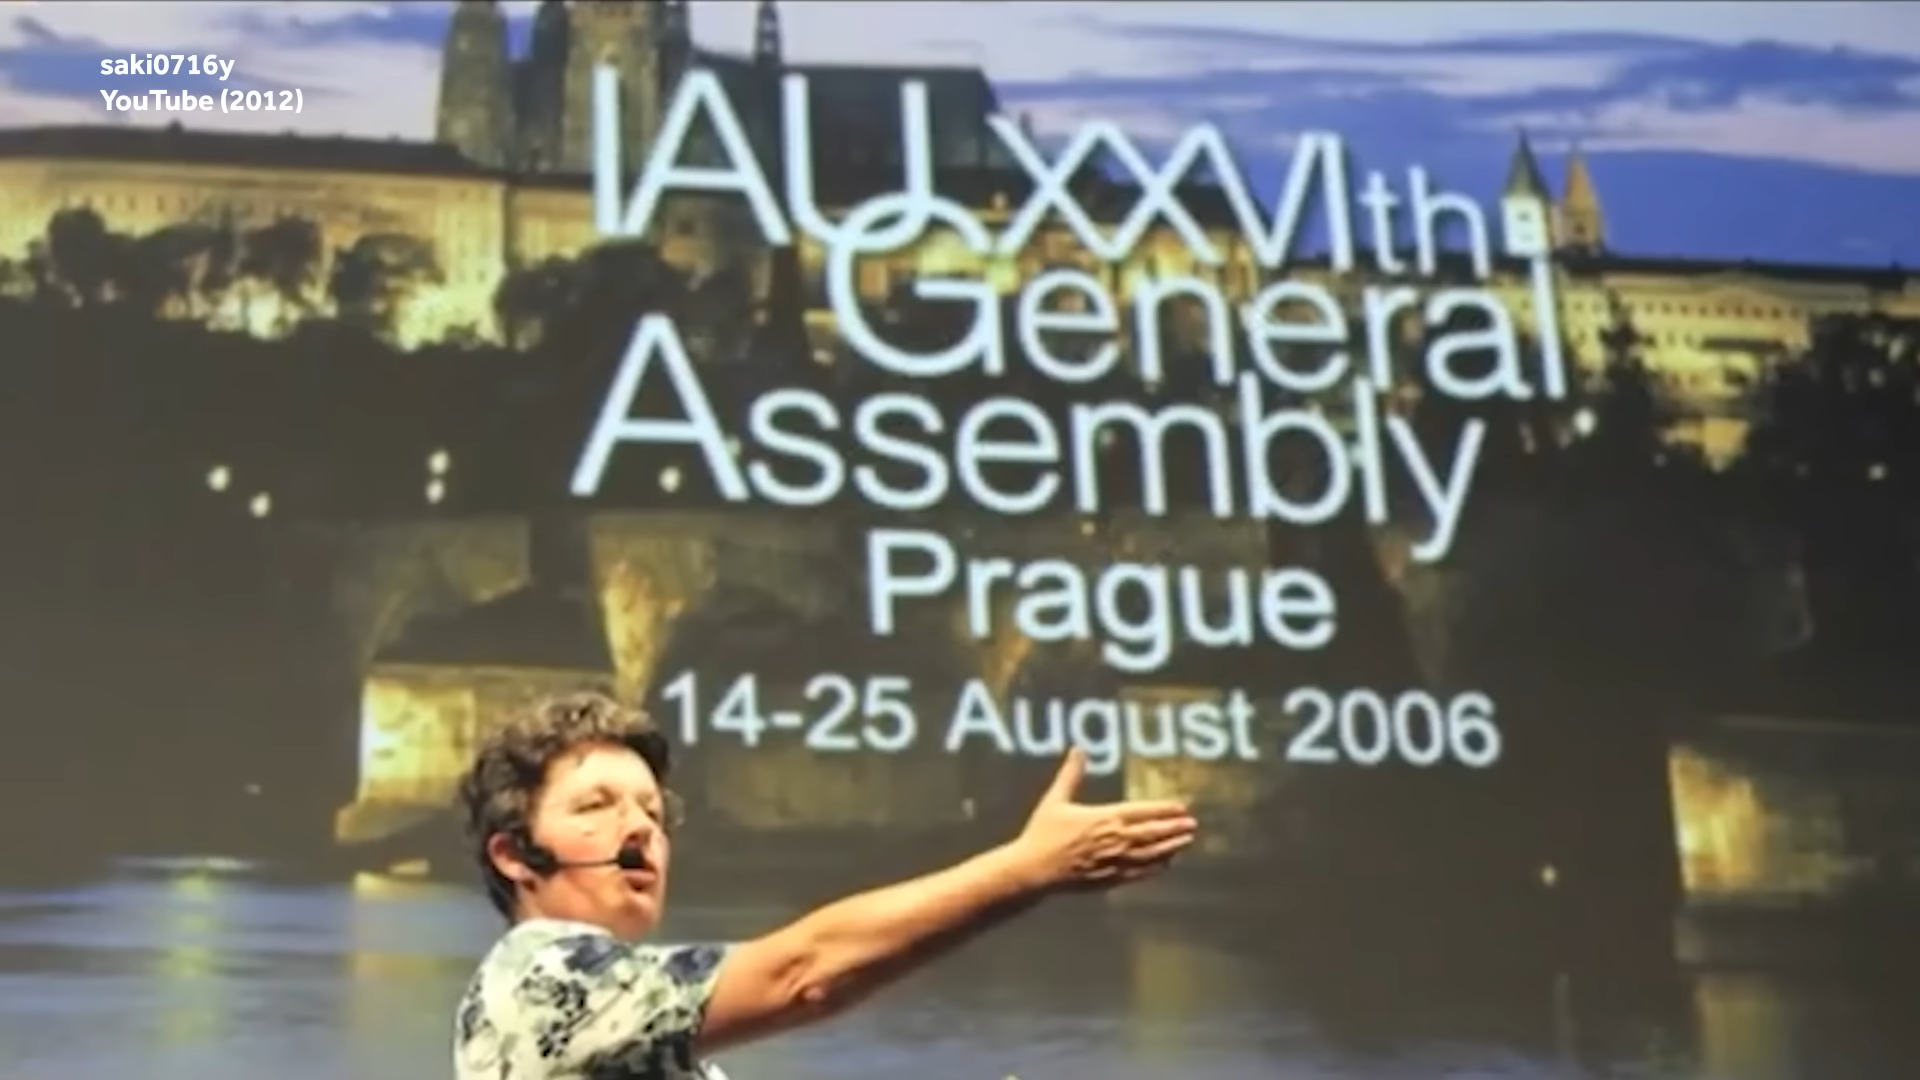 saki0716y
YouTube (2012)
IAU XXVIth
General
Assembly
Prague
14-25 August 2006